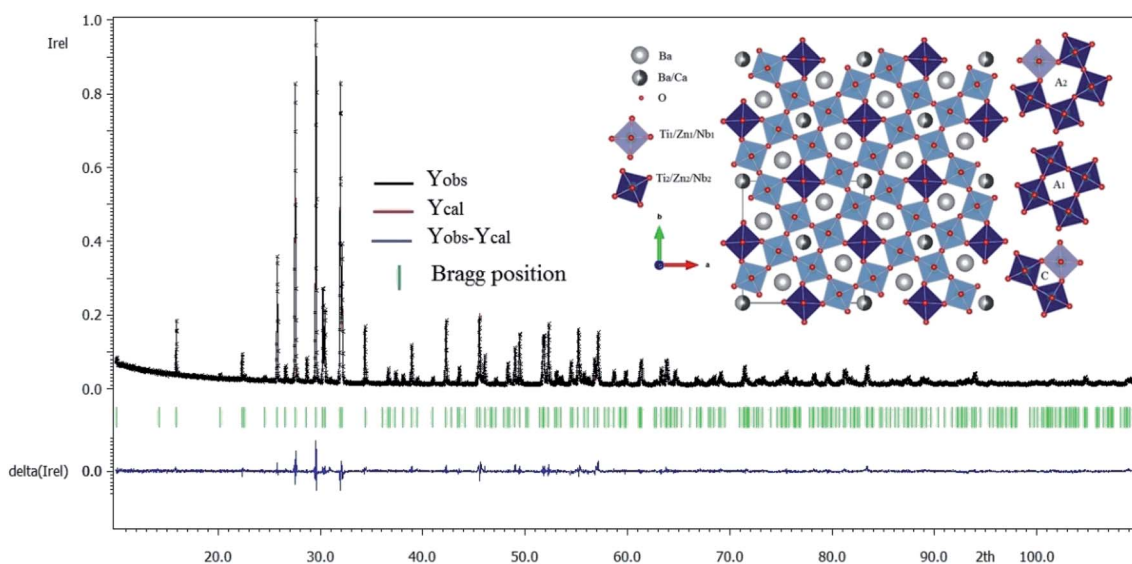 Irel
1.0
0.8
0.6
0.4
0.2
0.0
delta(Irel)
0.0
Yobs
Ycal
Yobs-Ycal
Bragg position
Ba
Ba/Ca
O
Ti1/Zn1/Nb1
Ti2/Zn2/Nb2
b
a
A2
A1
C
20.0 30.0 40.0 50.0 60.0 70.0 80.0 90.0 2th 100.0